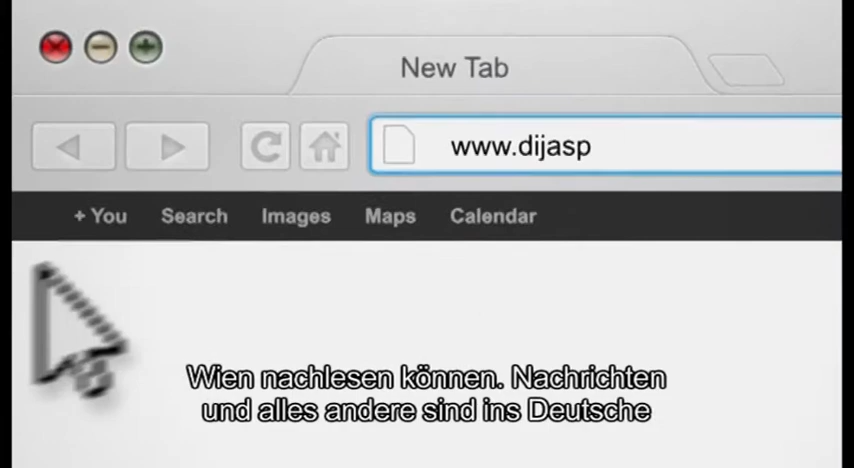 New Tab
www.dijasp
+ You Search Images Maps Calendar
Wien nachlesen können. Nachrichten
und alles andere sind ins Deutsche